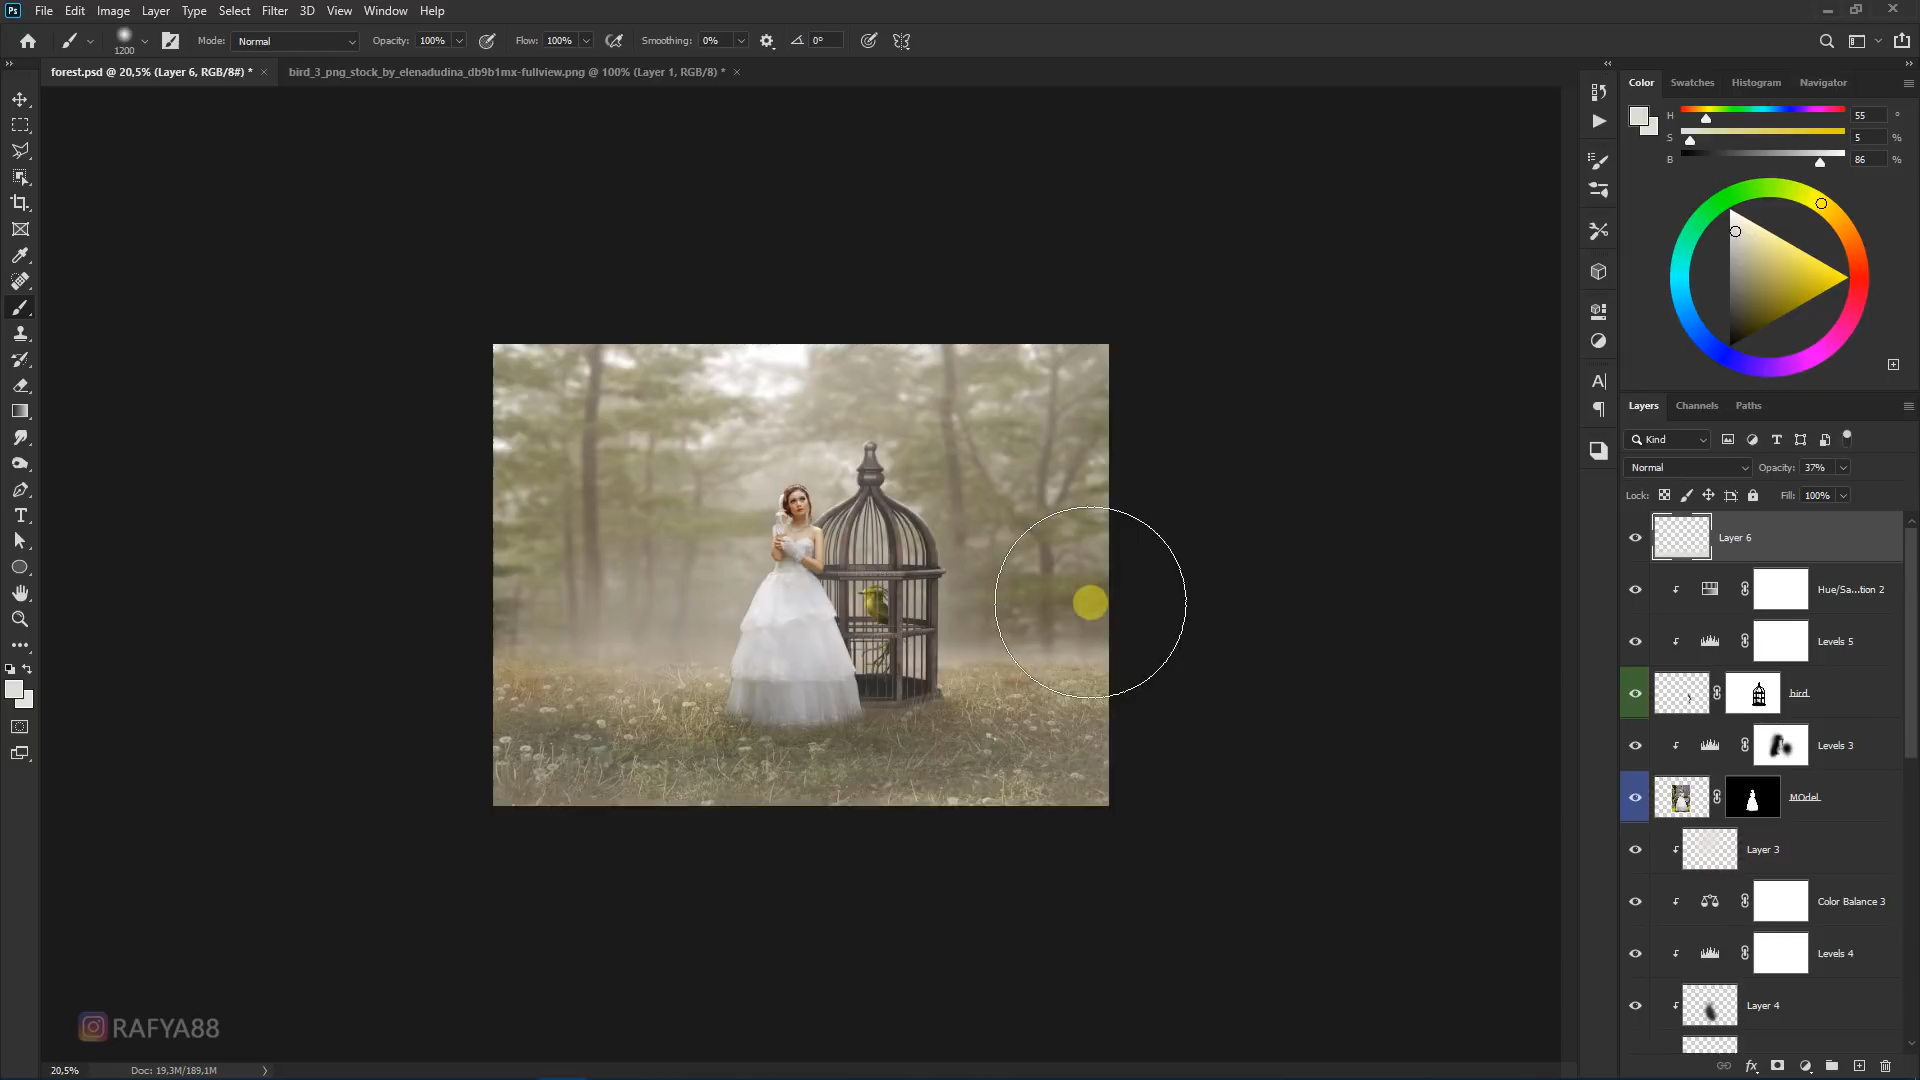 Ps File Edit Image Layer Type Select Filter 3D View Window Help
1200 Mode: Normal Opacity: 100% Flow: 100% Smoothing: 0% 0°
forest.psd @ 20,5% (Layer 6, RGB/8#) * × bird_3_png_stock_by_elenadudina_db9b1mx-fullview.png @ 100% (Layer 1, RGB/8) * ×
Color Swatches Histogram Navigator
H 55 °
S 5 %
B 86 %
Layers Channels Paths
Kind
Normal Opacity: 37%
Lock: Fill: 100%
Layer 6
Hue/Sa...tion 2
Levels 5
bird
Levels 3
MOdel
Layer 3
Color Balance 3
Levels 4
Layer 4
RAFYA88
20,5% Doc: 19,3M/189,1M